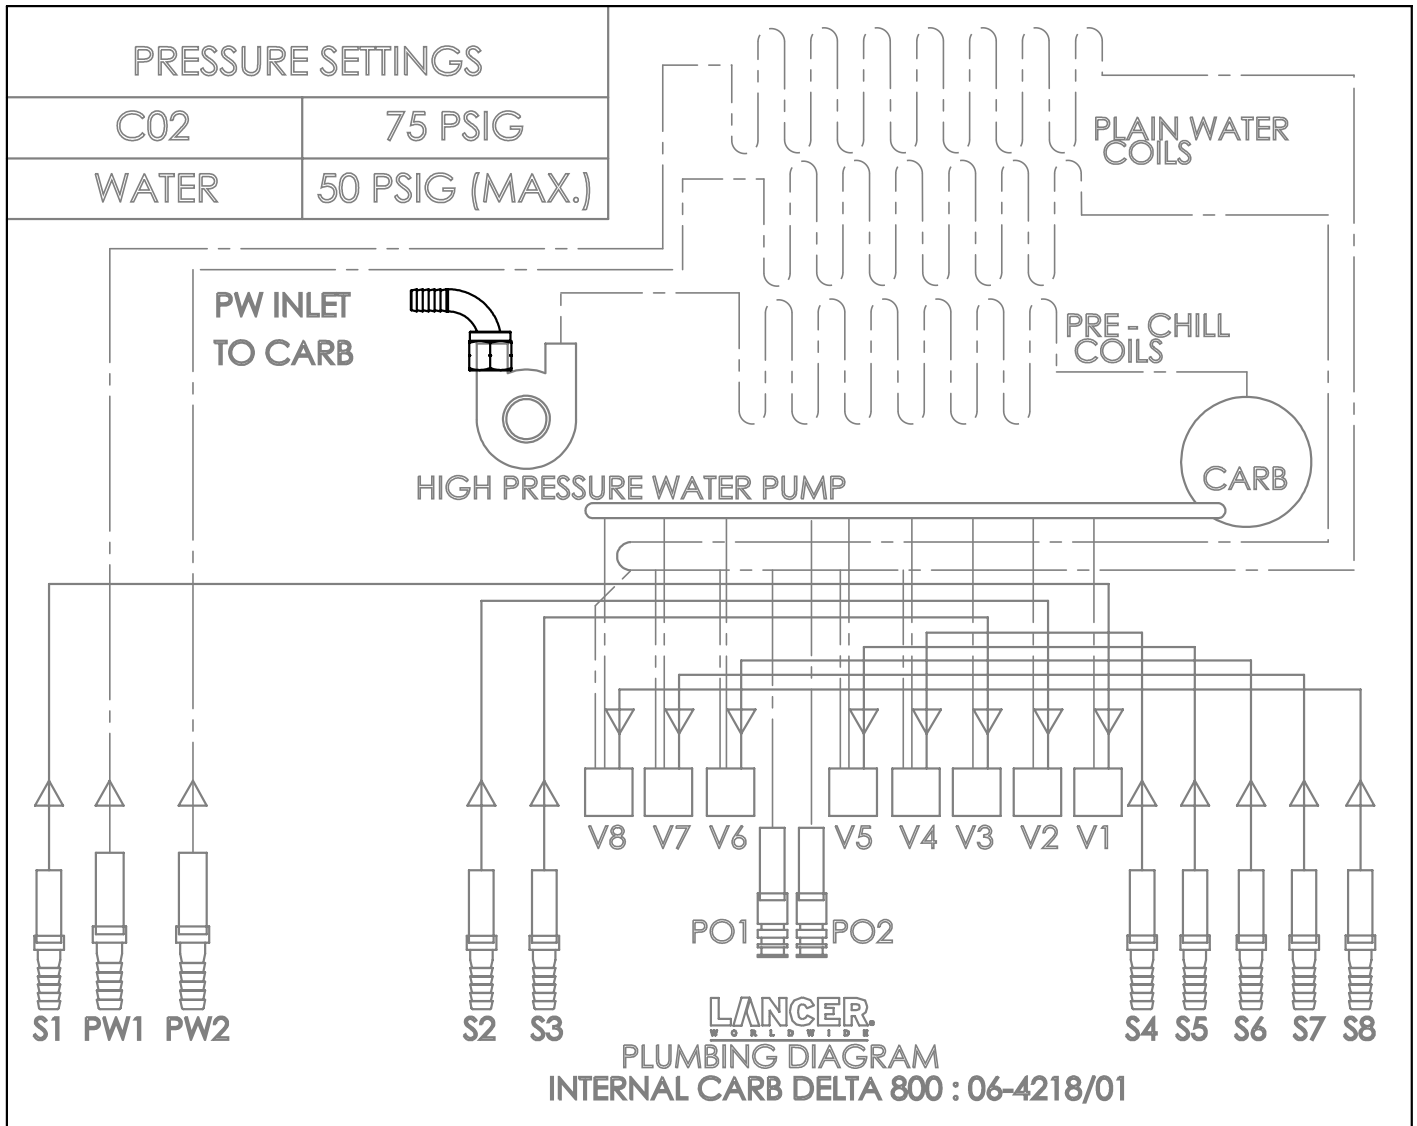 PRESSURE SETTINGS
C02 75 PSIG
WATER 50 PSIG (MAX.)
PLAIN WATER
COILS
PW INLET
TO CARB
PRE - CHILL
COILS
HIGH PRESSURE WATER PUMP
CARB
V8 V7 V6 V5 V4 V3 V2 V1
PO1 PO2
S1 PW1 PW2 S2 S3 S4 S5 S6 S7 S8
LANCER.
WORLDWIDE
PLUMBING DIAGRAM
INTERNAL CARB DELTA 800 : 06-4218/01